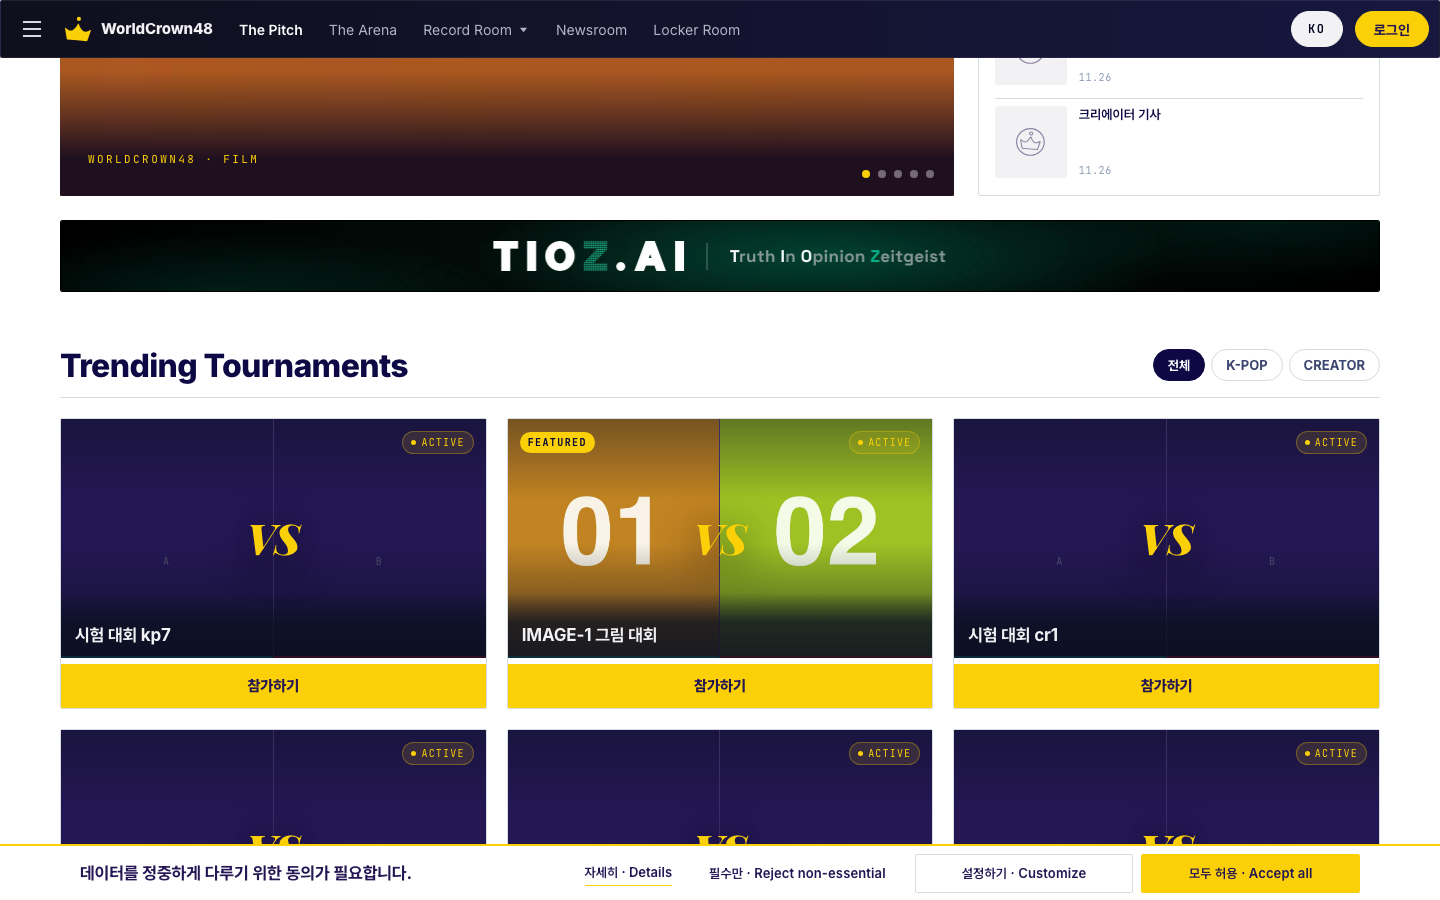 WorldCrown48
The Pitch
The Arena
Record Room
Newsroom
Locker Room
KO
로그인
WORLDCROWN48 · FILM
11.26
크리에이터 기사
11.26
TIOZ.AI
Truth In Opinion Zeitgeist
Trending Tournaments
전체
K-POP
CREATOR
ACTIVE
A
VS
B
시험 대회 kp7
참가하기
FEATURED
ACTIVE
01
VS
02
IMAGE-1 그림 대회
참가하기
ACTIVE
A
VS
B
시험 대회 cr1
참가하기
ACTIVE
VS
ACTIVE
VS
ACTIVE
VS
데이터를 정중하게 다루기 위한 동의가 필요합니다.
자세히 · Details
필수만 · Reject non-essential
설정하기 · Customize
모두 허용 · Accept all